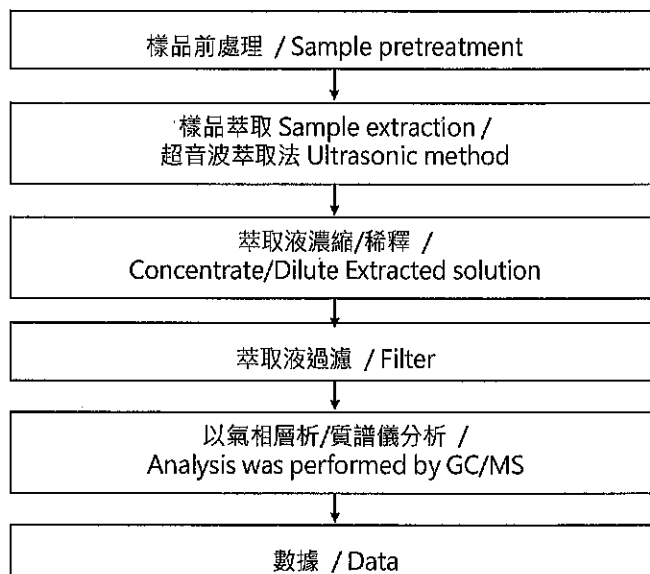 樣品前處理 / Sample pretreatment
樣品萃取 Sample extraction /
超音波萃取法 Ultrasonic method
萃取液濃縮/稀釋 /
Concentrate/Dilute Extracted solution
萃取液過濾 / Filter
以氣相層析/質譜儀分析 /
Analysis was performed by GC/MS
數據 / Data